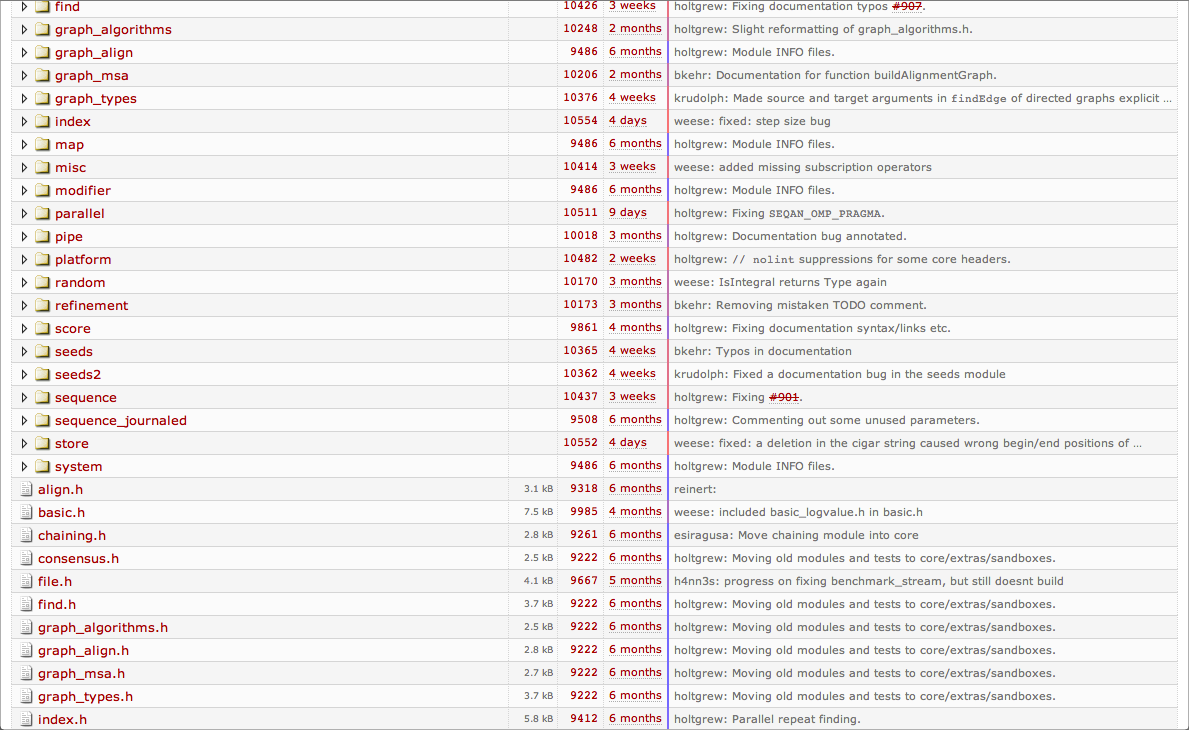 find 10426 3 weeks holtgrew: Fixing documentation typos #907.
graph_algorithms 10248 2 months holtgrew: Slight reformatting of graph_algorithms.h.
graph_align 9486 6 months holtgrew: Module INFO files.
graph_msa 10206 2 months bkehr: Documentation for function buildAlignmentGraph.
graph_types 10376 4 weeks krudolph: Made source and target arguments in findEdge of directed graphs explicit …
index 10554 4 days weese: fixed: step size bug
map 9486 6 months holtgrew: Module INFO files.
misc 10414 3 weeks weese: added missing subscription operators
modifier 9486 6 months holtgrew: Module INFO files.
parallel 10511 9 days holtgrew: Fixing SEQAN_OMP_PRAGMA.
pipe 10018 3 months holtgrew: Documentation bug annotated.
platform 10482 2 weeks holtgrew: // nolint suppressions for some core headers.
random 10170 3 months weese: IsIntegral returns Type again
refinement 10173 3 months bkehr: Removing mistaken TODO comment.
score 9861 4 months holtgrew: Fixing documentation syntax/links etc.
seeds 10365 4 weeks bkehr: Typos in documentation
seeds2 10362 4 weeks krudolph: Fixed a documentation bug in the seeds module
sequence 10437 3 weeks holtgrew: Fixing #901.
sequence_journaled 9508 6 months holtgrew: Commenting out some unused parameters.
store 10552 4 days weese: fixed: a deletion in the cigar string caused wrong begin/end positions of …
system 9486 6 months holtgrew: Module INFO files.
align.h 3.1 kB 9318 6 months reinert:
basic.h 7.5 kB 9985 4 months weese: included basic_logvalue.h in basic.h
chaining.h 2.8 kB 9261 6 months esiragusa: Move chaining module into core
consensus.h 2.5 kB 9222 6 months holtgrew: Moving old modules and tests to core/extras/sandboxes.
file.h 4.1 kB 9667 5 months h4nn3s: progress on fixing benchmark_stream, but still doesnt build
find.h 3.7 kB 9222 6 months holtgrew: Moving old modules and tests to core/extras/sandboxes.
graph_algorithms.h 2.5 kB 9222 6 months holtgrew: Moving old modules and tests to core/extras/sandboxes.
graph_align.h 2.8 kB 9222 6 months holtgrew: Moving old modules and tests to core/extras/sandboxes.
graph_msa.h 2.7 kB 9222 6 months holtgrew: Moving old modules and tests to core/extras/sandboxes.
graph_types.h 3.7 kB 9222 6 months holtgrew: Moving old modules and tests to core/extras/sandboxes.
index.h 5.8 kB 9412 6 months holtgrew: Parallel repeat finding.